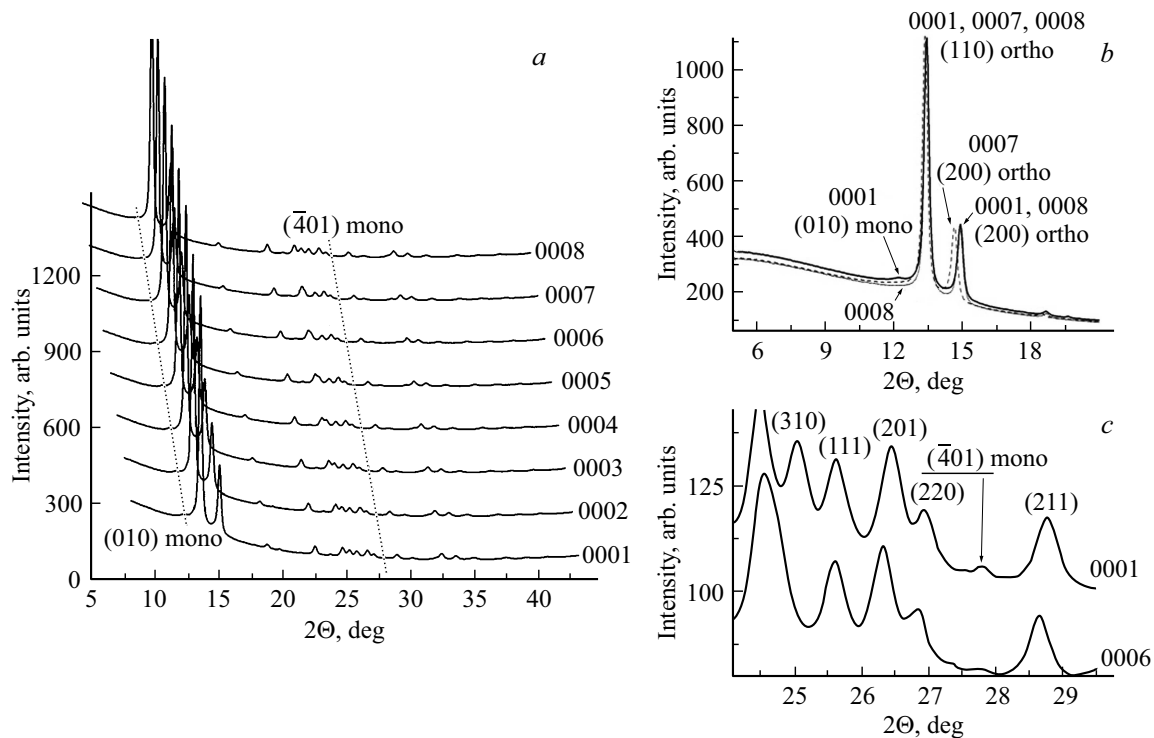 a
Intensity, arb. units
(4̅01) mono
0008
0007
0006
0005
0004
0003
0002
0001
(010) mono
1200
900
600
300
0
5 10 15 20 25 30 35 40
2Θ, deg
0001, 0007, 0008
(110) ortho
b
Intensity, arb. units
1000
800
600
400
200
0007
(200) ortho
0001
(010) mono
0001, 0008
(200) ortho
0008
6 9 12 15 18
2Θ, deg
c
Intensity, arb. units
(310)
(111)
(201)
(4̅01) mono
(220)
(211)
125
100
0001
0006
25 26 27 28 29
2Θ, deg